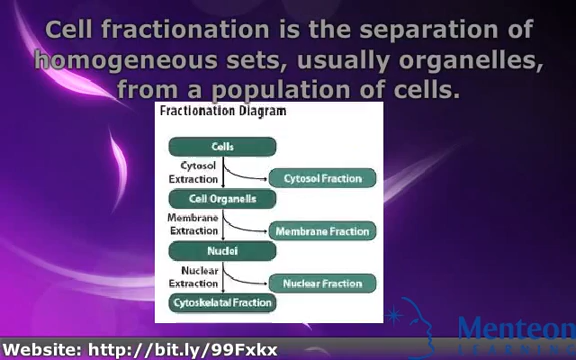 Cell fractionation is the separation of
homogeneous sets, usually organelles,
from a population of cells.
Fractionation Diagram
Cells
Cytosol
Extraction
Cytosol Fraction
Cell Organells
Membrane
Extraction
Membrane Fraction
Nuclei
Nuclear
Extraction
Nuclear Fraction
Cytoskelatal Fraction
Menteon
LEARNING
Website: http://bit.ly/99Fxkx